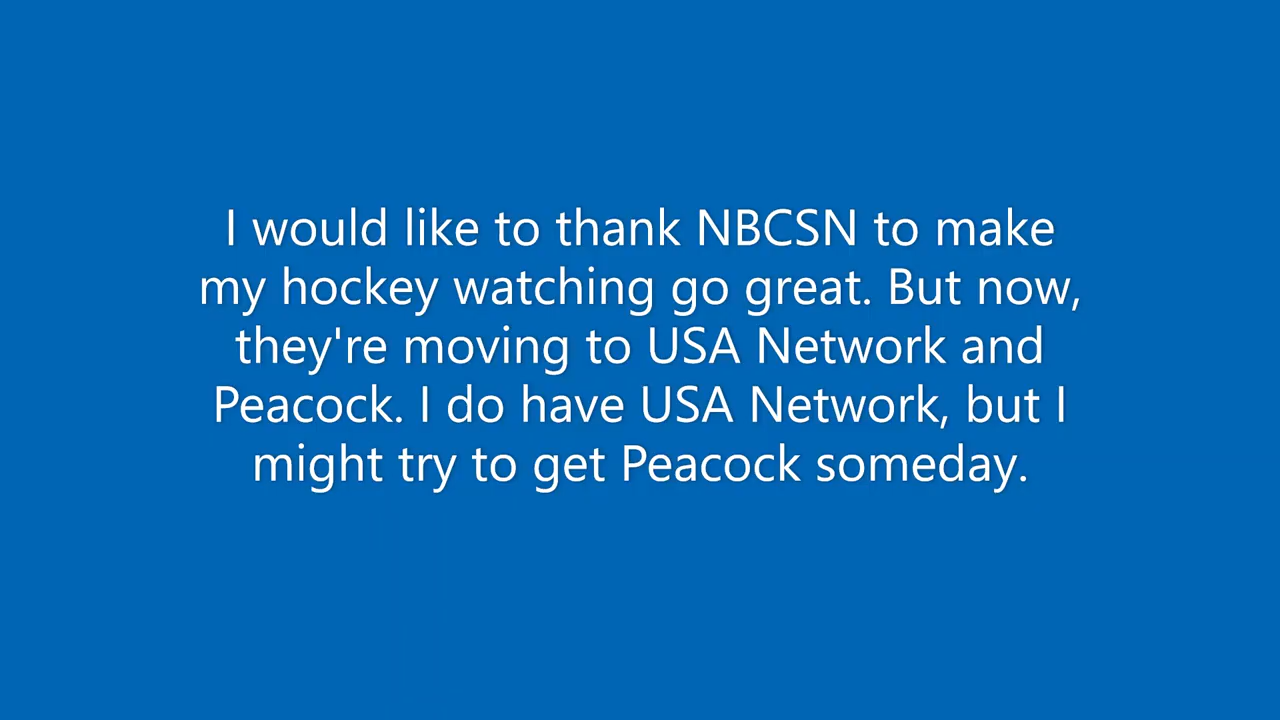 I would like to thank NBCSN to make
my hockey watching go great. But now,
they're moving to USA Network and
Peacock. I do have USA Network, but I
might try to get Peacock someday.